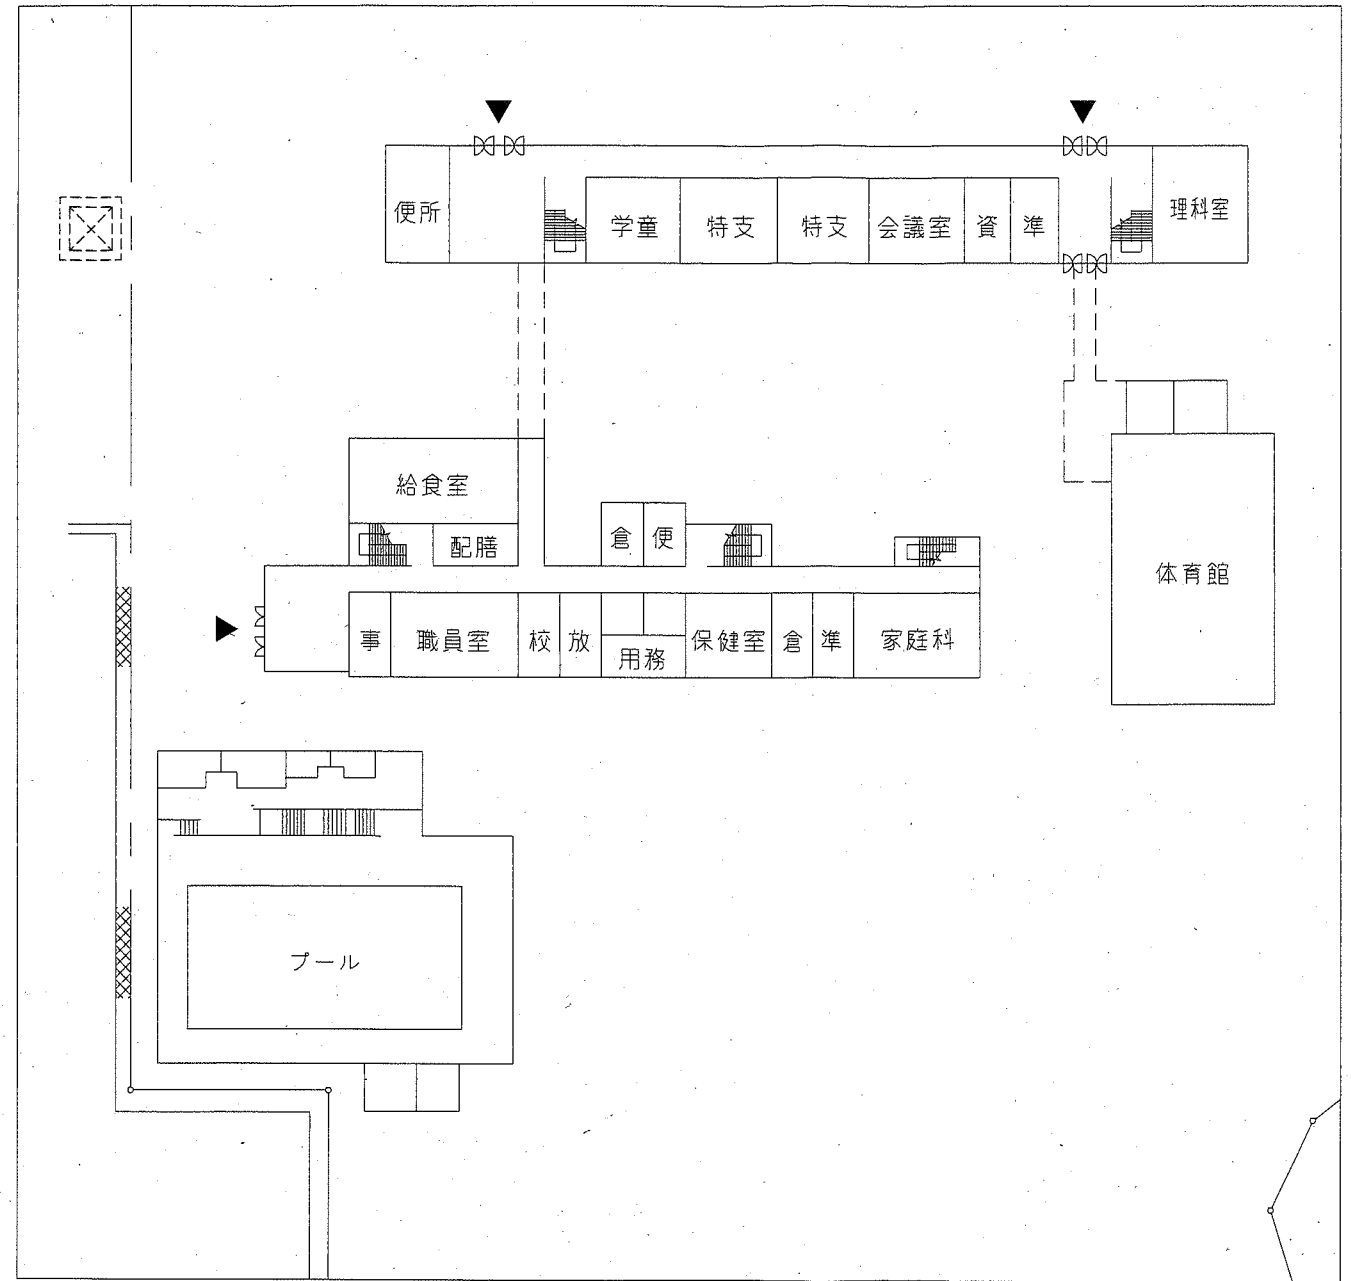 便所
学童
特支
特支
会議室
資
準
理科室
給食室
配膳
倉
便
体育館
事
職員室
校
放
用務
保健室
倉
準
家庭科
プール